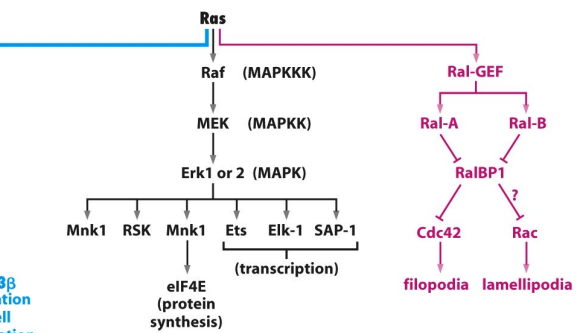 Ras
Raf (MAPKKK)
Ral-GEF
MEK (MAPKK)
Ral-A Ral-B
Erk1 or 2 (MAPK)
RalBP1
?
Mnk1 RSK Mnk1 Ets Elk-1 SAP-1
Cdc42 Rac
(transcription)
filopodia lamellipodia
eIF4E
(protein
synthesis)
3β